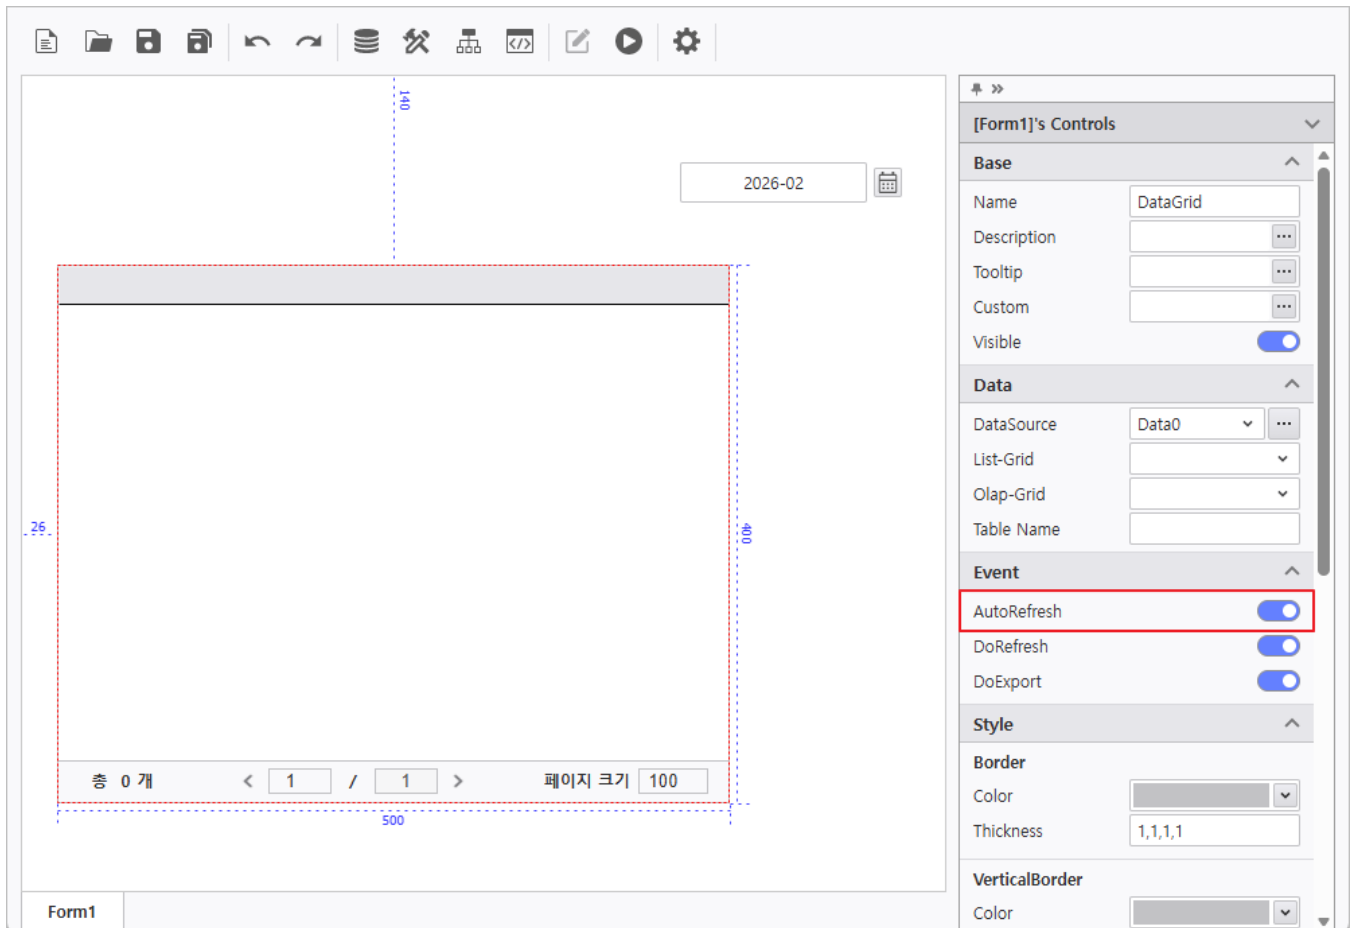 140
2026-02
26
400
총 0 개 < 1 / 1 > 페이지 크기 100
500
Form1
[Form1]'s Controls
Base
Name DataGrid
Description ...
Tooltip ...
Custom ...
Visible
Data
DataSource Data0 ...
List-Grid
Olap-Grid
Table Name
Event
AutoRefresh
DoRefresh
DoExport
Style
Border
Color
Thickness 1,1,1,1
VerticalBorder
Color